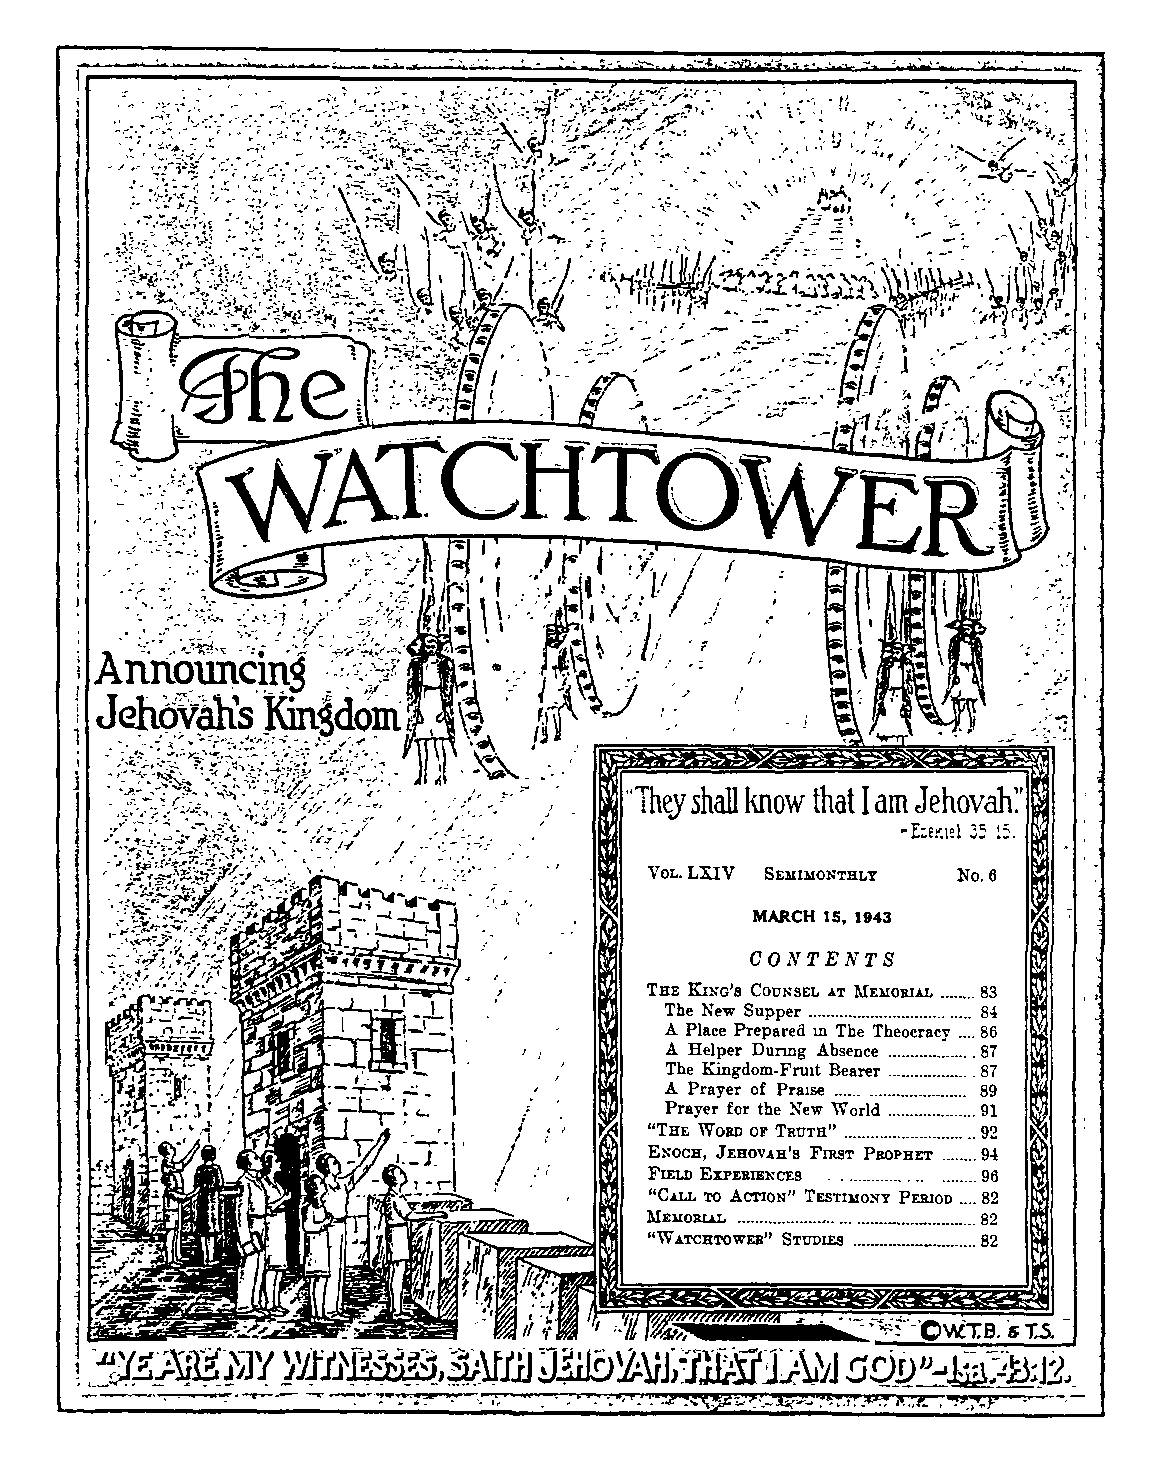 The
WATCHTOWER
Announcing
Jehovah's Kingdom
"They shall know that I am Jehovah."
-Ezekiel 35:15.
VOL. LXIV SEMIMONTHLY No. 6
MARCH 15, 1943
CONTENTS
THE KING'S COUNSEL AT MEMORIAL ........ 83
The New Supper .................................... 84
A Place Prepared in The Theocracy .... 86
A Helper During Absence ................... 87
The Kingdom-Fruit Bearer ................... 87
A Prayer of Praise ............................. 89
Prayer for the New World ................... 91
"THE WORD OF TRUTH" ........................... 92
ENOCH, JEHOVAH'S FIRST PROPHET ........ 94
FIELD EXPERIENCES ........................... 96
"CALL TO ACTION" TESTIMONY PERIOD .... 82
MEMORIAL .................................................. 82
"WATCHTOWER" STUDIES ........................... 82
©W.T.B. & T.S.
"YE ARE MY WITNESSES, SAITH JEHOVAH, THAT I AM GOD"-Isa. 43:12.